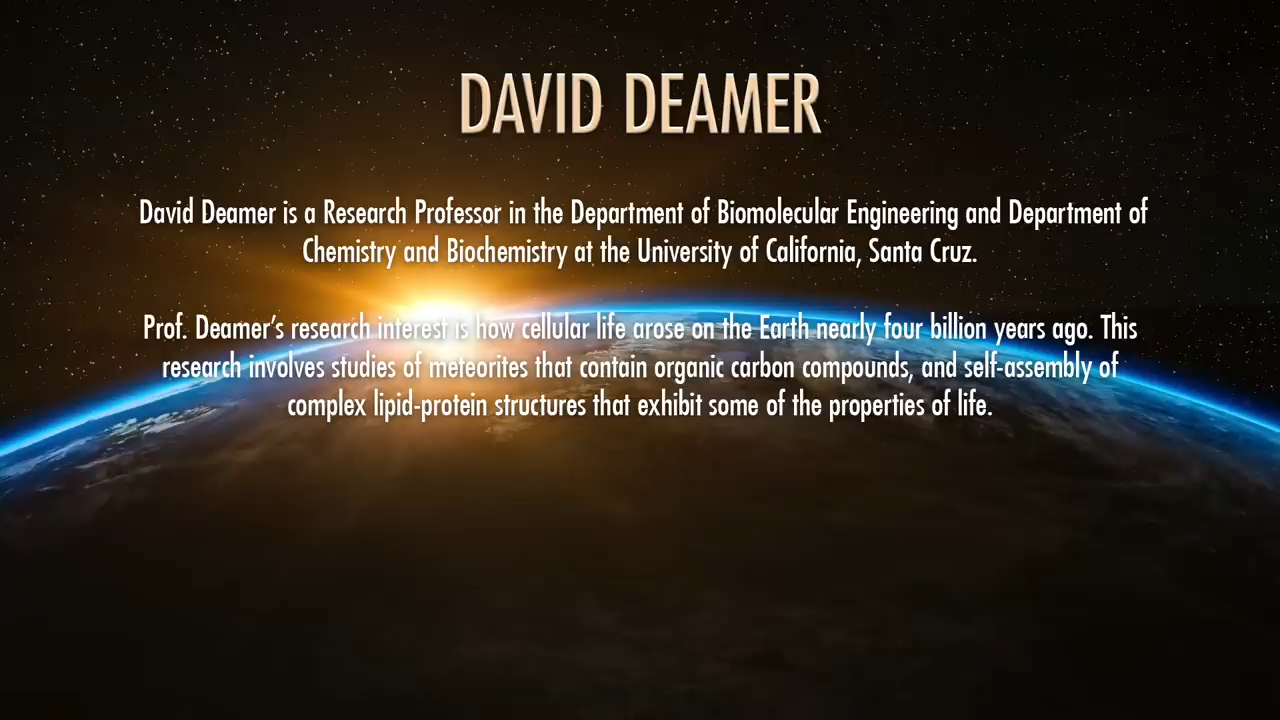 DAVID DEAMER
David Deamer is a Research Professor in the Department of Biomolecular Engineering and Department of
Chemistry and Biochemistry at the University of California, Santa Cruz.
Prof. Deamer’s research interest is how cellular life arose on the Earth nearly four billion years ago. This
research involves studies of meteorites that contain organic carbon compounds, and self-assembly of
complex lipid-protein structures that exhibit some of the properties of life.